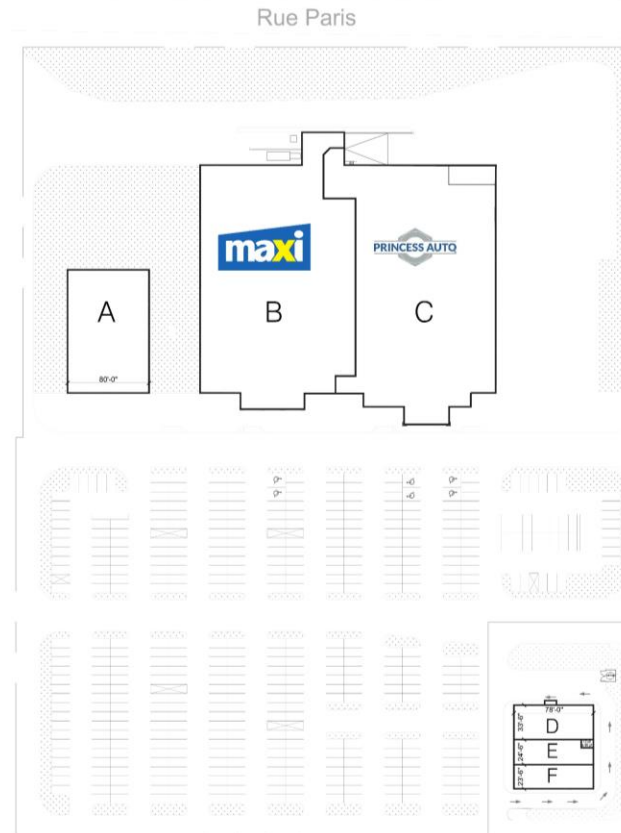 Rue Paris
maxi
PRINCESS AUTO
A
B
C
80'-0"
78'-0"
33'-6"
D
24'-6"
E
23'-6"
F